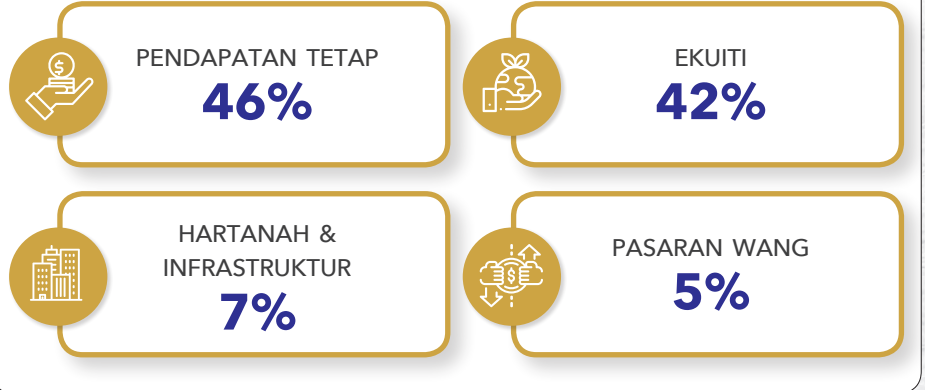 PENDAPATAN TETAP
46%
EKUITI
42%
HARTANAH &
INFRASTRUKTUR
7%
PASARAN WANG
5%